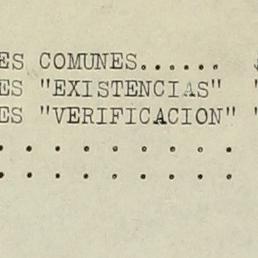 ES COMUNES......
ES "EXISTENCIAS" "
ES "VERIFICACION" "
. . . . . . . . .
. . . . . . . . .